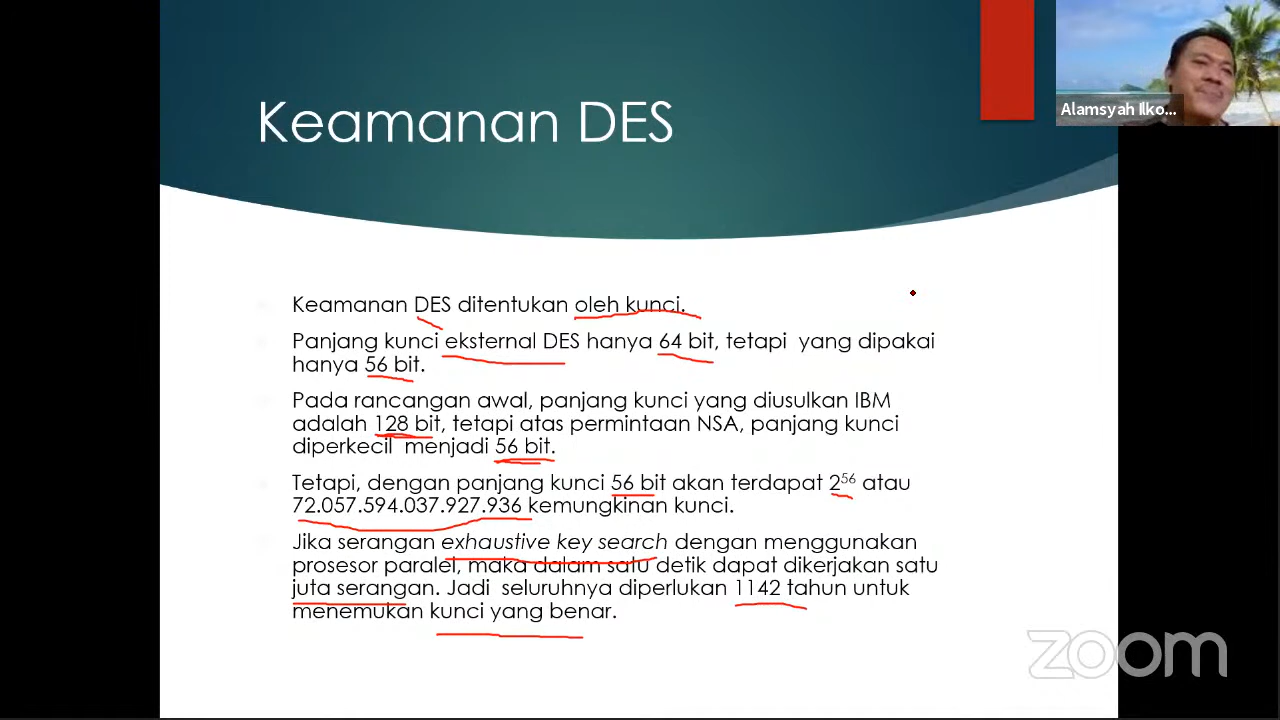 Keamanan DES
Alamsyah Ilko...
Keamanan DES ditentukan oleh kunci.
Panjang kunci eksternal DES hanya 64 bit, tetapi yang dipakai
hanya 56 bit.
Pada rancangan awal, panjang kunci yang diusulkan IBM
adalah 128 bit, tetapi atas permintaan NSA, panjang kunci
diperkecil menjadi 56 bit.
Tetapi, dengan panjang kunci 56 bit akan terdapat 2⁵⁶ atau
72.057.594.037.927.936 kemungkinan kunci.
Jika serangan exhaustive key search dengan menggunakan
prosesor paralel, maka dalam satu detik dapat dikerjakan satu
juta serangan. Jadi seluruhnya diperlukan 1142 tahun untuk
menemukan kunci yang benar.
zoom